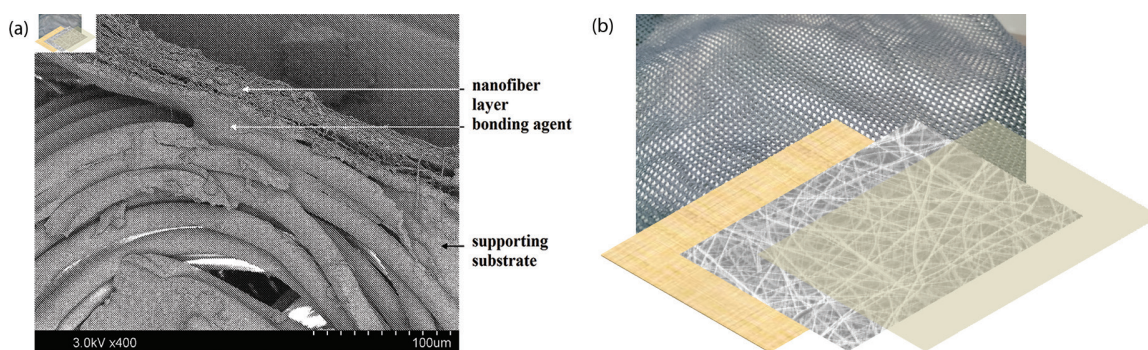 (a)
nanofiber
layer
bonding agent
supporting
substrate
3.0kV x400
100um
(b)